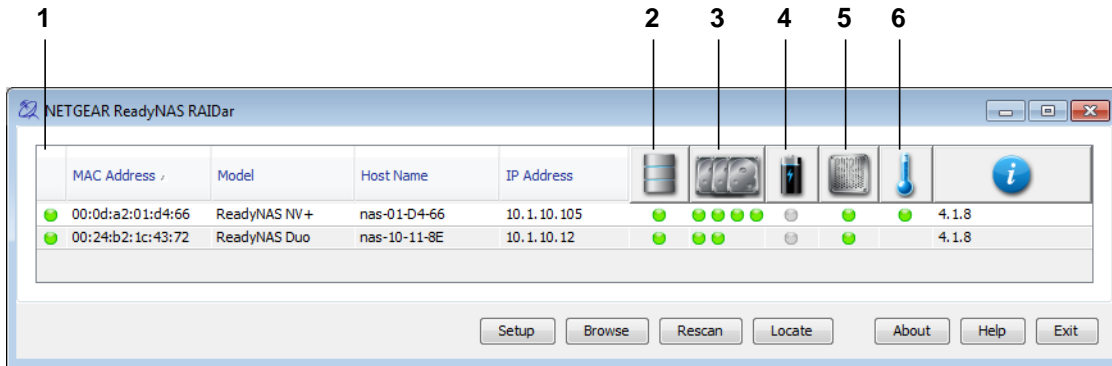 1 2 3 4 5 6
NETGEAR ReadyNAS RAIDar
MAC Address Model Host Name IP Address
00:0d:a2:01:d4:66 ReadyNAS NV+ nas-01-D4-66 10.1.10.105 4.1.8
00:24:b2:1c:43:72 ReadyNAS Duo nas-10-11-8E 10.1.10.12 4.1.8
Setup Browse Rescan Locate About Help Exit